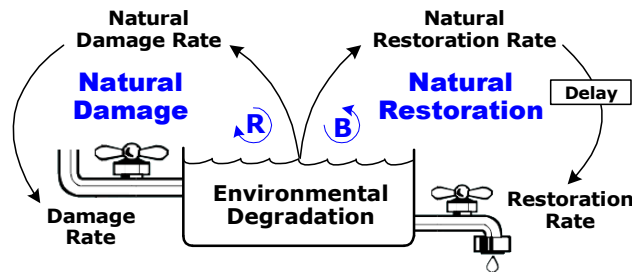 Natural
Damage Rate
Natural
Restoration Rate
Natural
Damage
Natural
Restoration
Delay
R
B
Environmental
Degradation
Damage
Rate
Restoration
Rate